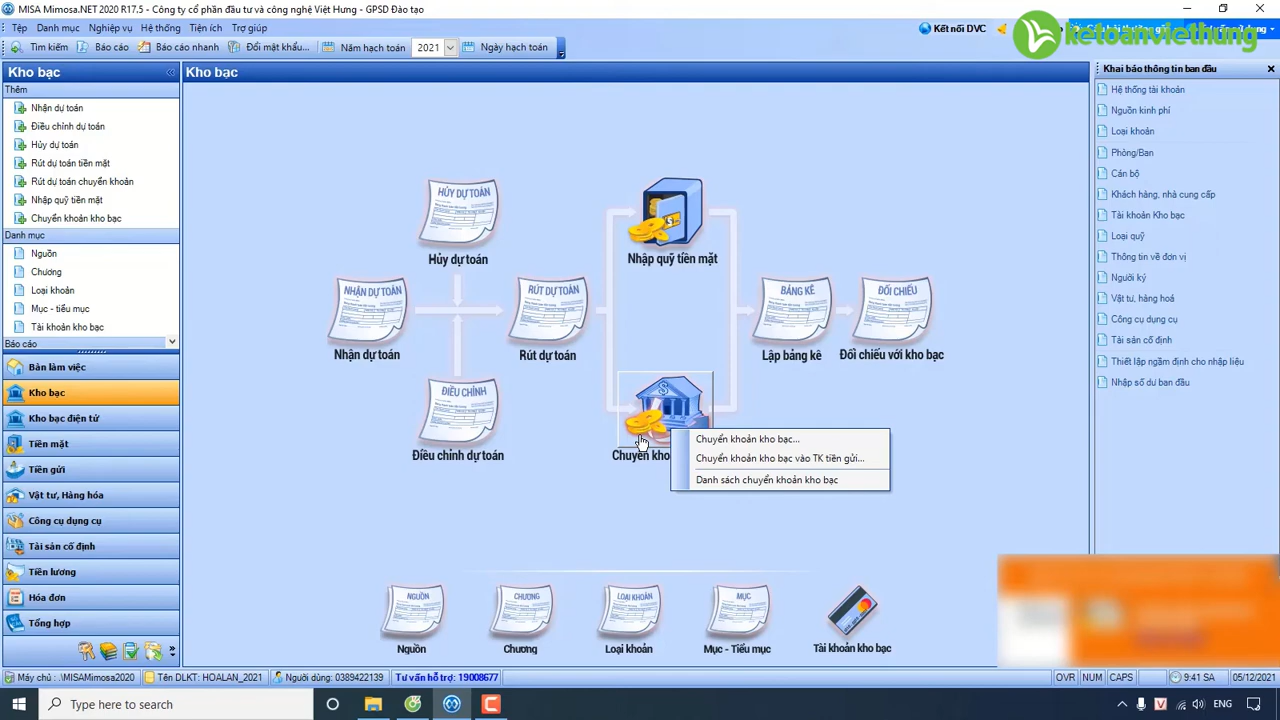 MISA Mimosa.NET 2020 R17.5 - Công ty cổ phần đầu tư và công nghệ Việt Hưng - GPSD Đào tạo
Tệp Danh mục Nghiệp vụ Hệ thống Tiện ích Trợ giúp
Kết nối DVC
ketoanviethung
Tìm kiếm Báo cáo Báo cáo nhanh Đổi mật khẩu... Năm hạch toán 2021 Ngày hạch toán
Kho bạc
Thêm
Nhận dự toán
Điều chỉnh dự toán
Hủy dự toán
Rút dự toán tiền mặt
Rút dự toán chuyển khoản
Nhập quỹ tiền mặt
Chuyển khoản kho bạc
Danh mục
Nguồn
Chương
Loại khoản
Mục - tiểu mục
Tài khoản kho bạc
Báo cáo
Bàn làm việc
Kho bạc
Kho bạc điện tử
Tiền mặt
Tiền gửi
Vật tư, Hàng hóa
Công cụ dụng cụ
Tài sản cố định
Tiền lương
Hóa đơn
Tổng hợp
Kho bạc
HỦY DỰ TOÁN
Hủy dự toán
Nhập quỹ tiền mặt
NHẬN DỰ TOÁN
Nhận dự toán
RÚT DỰ TOÁN
Rút dự toán
BẢNG KÊ
Lập bảng kê
ĐỐI CHIẾU
Đối chiếu với kho bạc
ĐIỀU CHỈNH
Điều chỉnh dự toán
Chuyển kho
Chuyển khoản kho bạc...
Chuyển khoản kho bạc vào TK tiền gửi...
Danh sách chuyển khoản kho bạc
NGUỒN
Nguồn
CHƯƠNG
Chương
LOẠI KHOẢN
Loại khoản
MỤC
Mục - Tiểu mục
Tài khoản kho bạc
Khai báo thông tin ban đầu
Hệ thống tài khoản
Nguồn kinh phí
Loại khoản
Phòng/Ban
Cán bộ
Khách hàng, nhà cung cấp
Tài khoản Kho bạc
Loại quỹ
Thông tin về đơn vị
Người ký
Vật tư, hàng hoá
Công cụ dụng cụ
Tài sản cố định
Thiết lập ngầm định cho nhập liệu
Nhập số dư ban đầu
Máy chủ : .\MISAMimosa2020 Tên DLKT: HOALAN_2021 Người dùng: 0389422139 Tư vấn hỗ trợ: 19008677 OVR NUM CAPS 9:41 SA 05/12/2021
Type here to search
V ENG